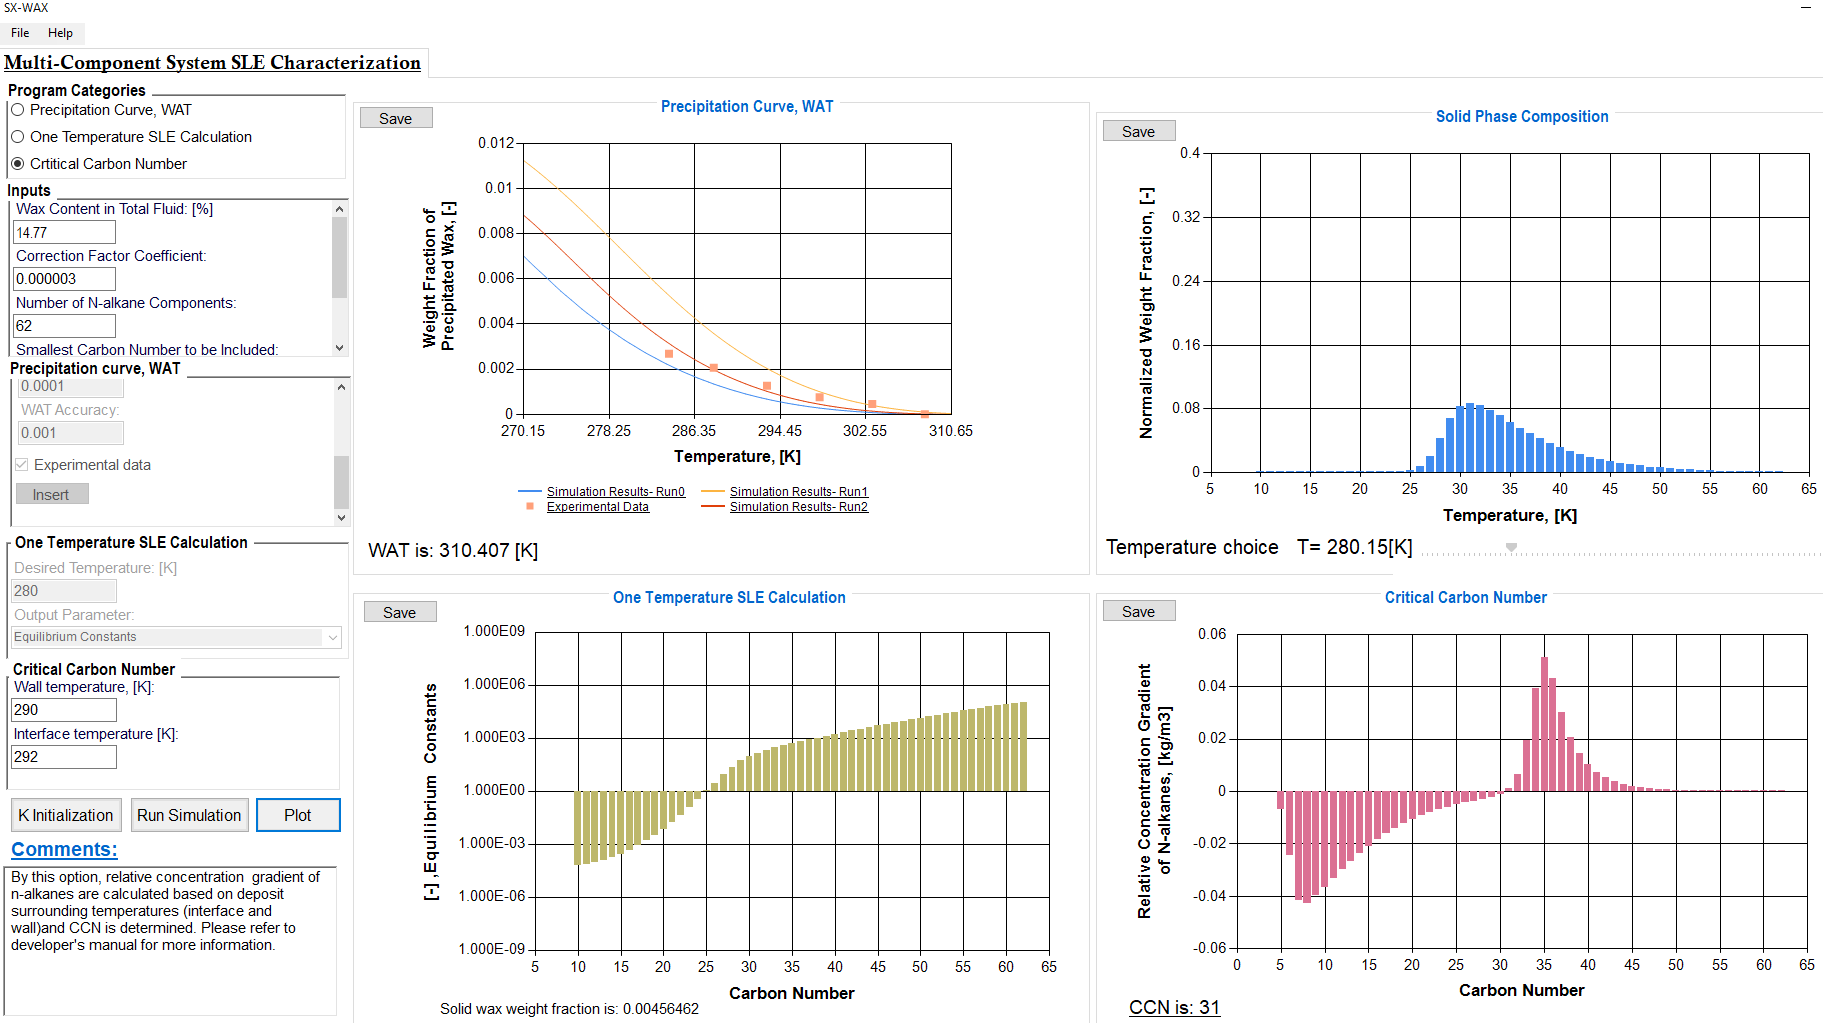 SX-WAX
File Help
Multi-Component System SLE Characterization
Program Categories
Precipitation Curve, WAT
One Temperature SLE Calculation
Crtitical Carbon Number
Inputs
Wax Content in Total Fluid: [%]
14.77
Correction Factor Coefficient:
0.000003
Number of N-alkane Components:
62
Smallest Carbon Number to be Included:
Precipitation curve, WAT
0.0001
WAT Accuracy:
0.001
Experimental data
Insert
One Temperature SLE Calculation
Desired Temperature: [K]
280
Output Parameter:
Equilibrium Constants
Critical Carbon Number
Wall temperature, [K]:
290
Interface temperature [K]:
292
K Initialization Run Simulation Plot
Comments:
By this option, relative concentration gradient of
n-alkanes are calculated based on deposit
surrounding temperatures (interface and
wall)and CCN is determined. Please refer to
developer's manual for more information.
Precipitation Curve, WAT
Save
Weight Fraction of
Precipitated Wax, [-]
0.012
0.01
0.008
0.006
0.004
0.002
0
270.15 278.25 286.35 294.45 302.55 310.65
Temperature, [K]
Simulation Results- Run0 Simulation Results- Run1
Experimental Data Simulation Results- Run2
WAT is: 310.407 [K]
Solid Phase Composition
Save
Normalized Weight Fraction, [-]
0.4
0.32
0.24
0.16
0.08
0
5 10 15 20 25 30 35 40 45 50 55 60 65
Temperature, [K]
Temperature choice T= 280.15[K]
One Temperature SLE Calculation
Save
[-] ,Equilibrium Constants
1.000E09
1.000E06
1.000E03
1.000E00
1.000E-03
1.000E-06
1.000E-09
5 10 15 20 25 30 35 40 45 50 55 60 65
Carbon Number
Solid wax weight fraction is: 0.00456462
Critical Carbon Number
Save
Relative Concentration Gradient
of N-alkanes, [kg/m3]
0.06
0.04
0.02
0
-0.02
-0.04
-0.06
0 5 10 15 20 25 30 35 40 45 50 55 60 65
Carbon Number
CCN is: 31